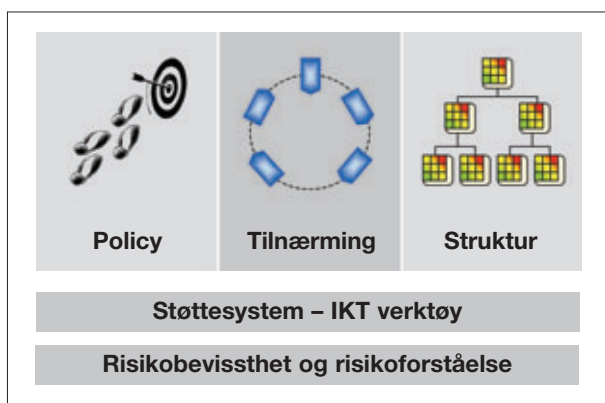 Policy
Tilnærming
Struktur
Støttesystem – IKT verktøy
Risikobevissthet og risikoforståelse